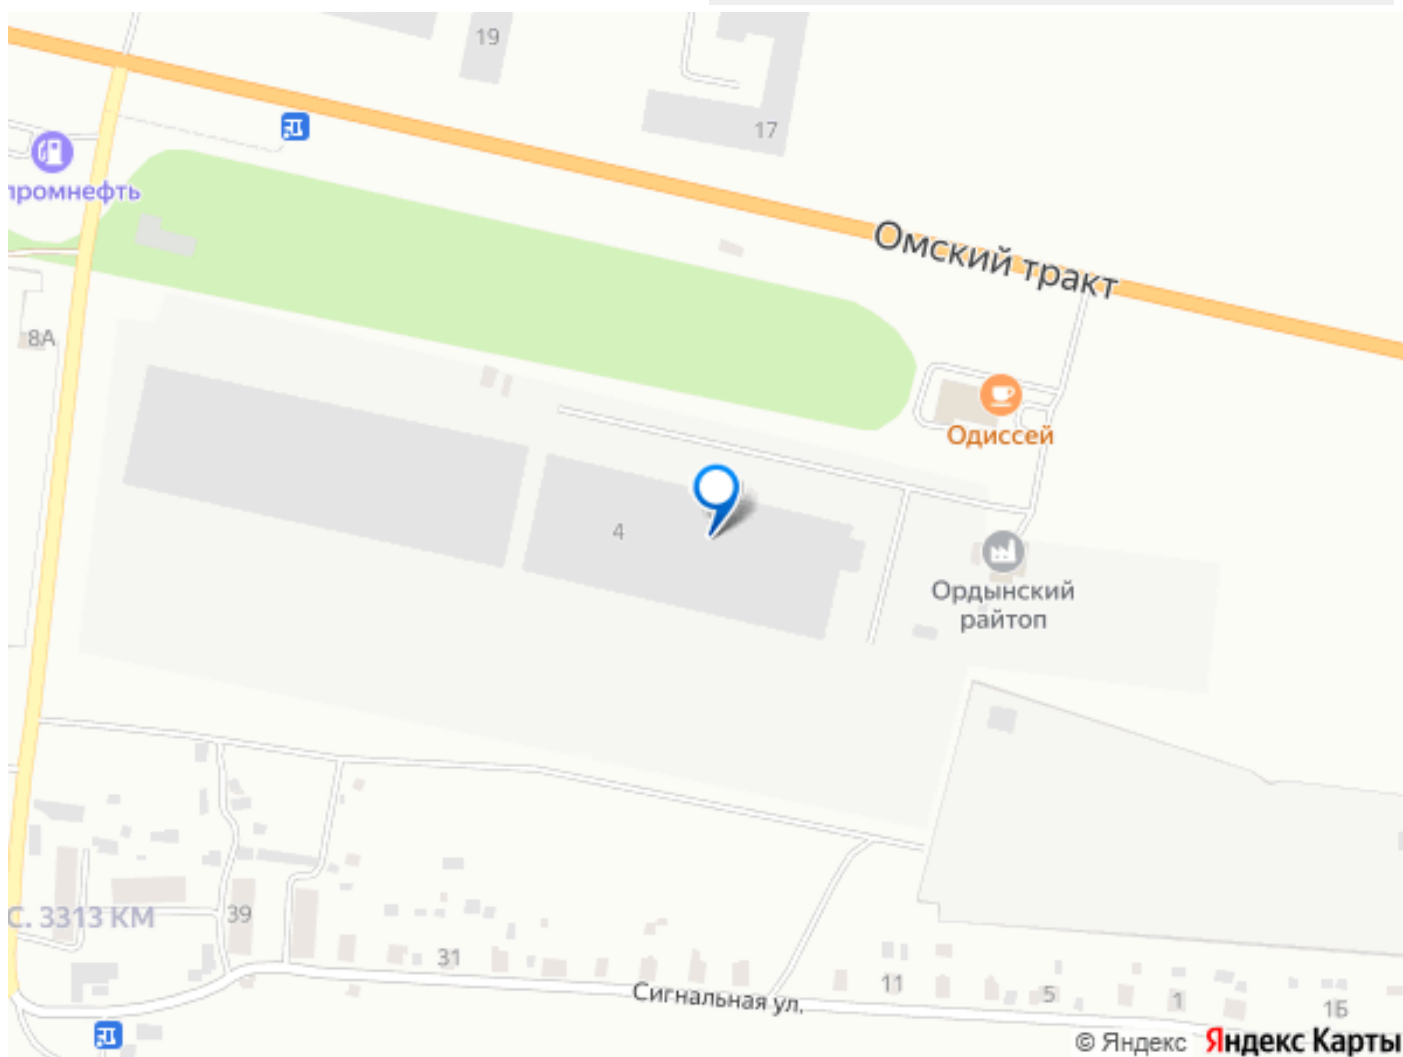 19
17
промнефть
Омский тракт
8А
Одиссей
4
Ордынский
райтоп
39
С. 3313 КМ
31
11
5
1
1Б
Сигнальная ул.
© Яндекс Яндекс Карты